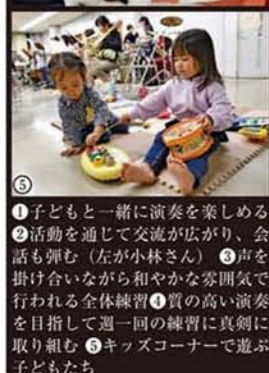 ⑤
❶子どもと一緒に演奏を楽しめる
❷活動を通じて交流が広がり、会
話も弾む（左が小林さん） ❸声を
掛け合いながら和やかな雰囲気で
行われる全体練習❹質の高い演奏
を目指して週一回の練習に真剣に
取り組む ❺キッズコーナーで遊ぶ
子どもたち